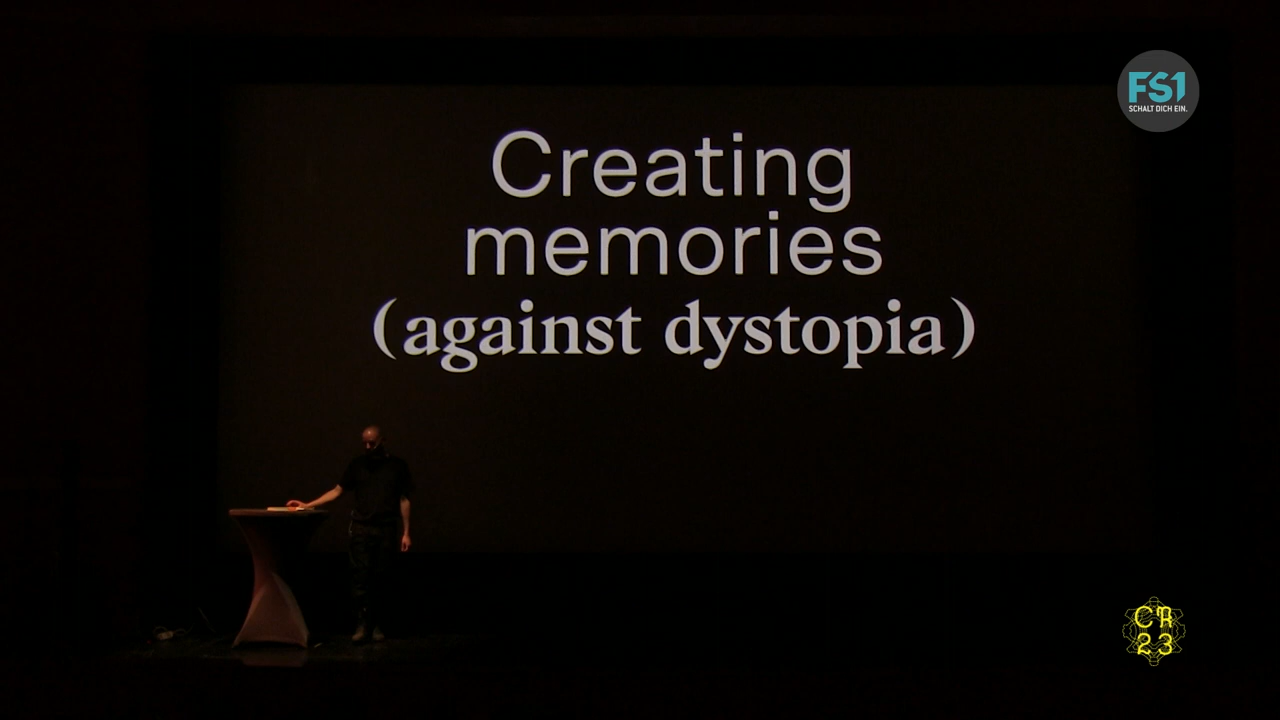 FS1
SCHALT DICH EIN.
Creating
memories
(against dystopia)
CR
23